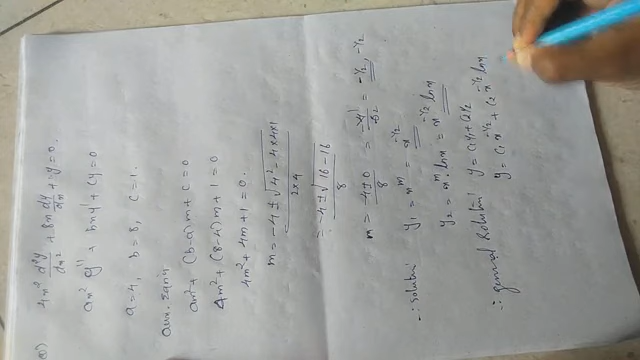 4x² d²y/dx² + 8x dy/dx + y = 0.
ax² y'' + bxy' + cy = 0
a=4, b=8, c=1.
aux. eqn
am² + (b-a)m + c = 0
4m² + (8-4)m + 1 = 0
4m² + 4m + 1 = 0.
m = -4 ± √4² - 4×4×1 / 2×4
= -4 ± √16 - 16 / 8
m = -4 ± 0 / 8 = -4 / 8 = -1/2, -1/2
∴ solution y₁ = x^m = x^-1/2
y₂ = x^m . ln x = x^-1/2 ln x
∴ general solution: y = c₁y₁ + c₂y₂
y = c₁ x^-1/2 + c₂ x^-1/2 ln x